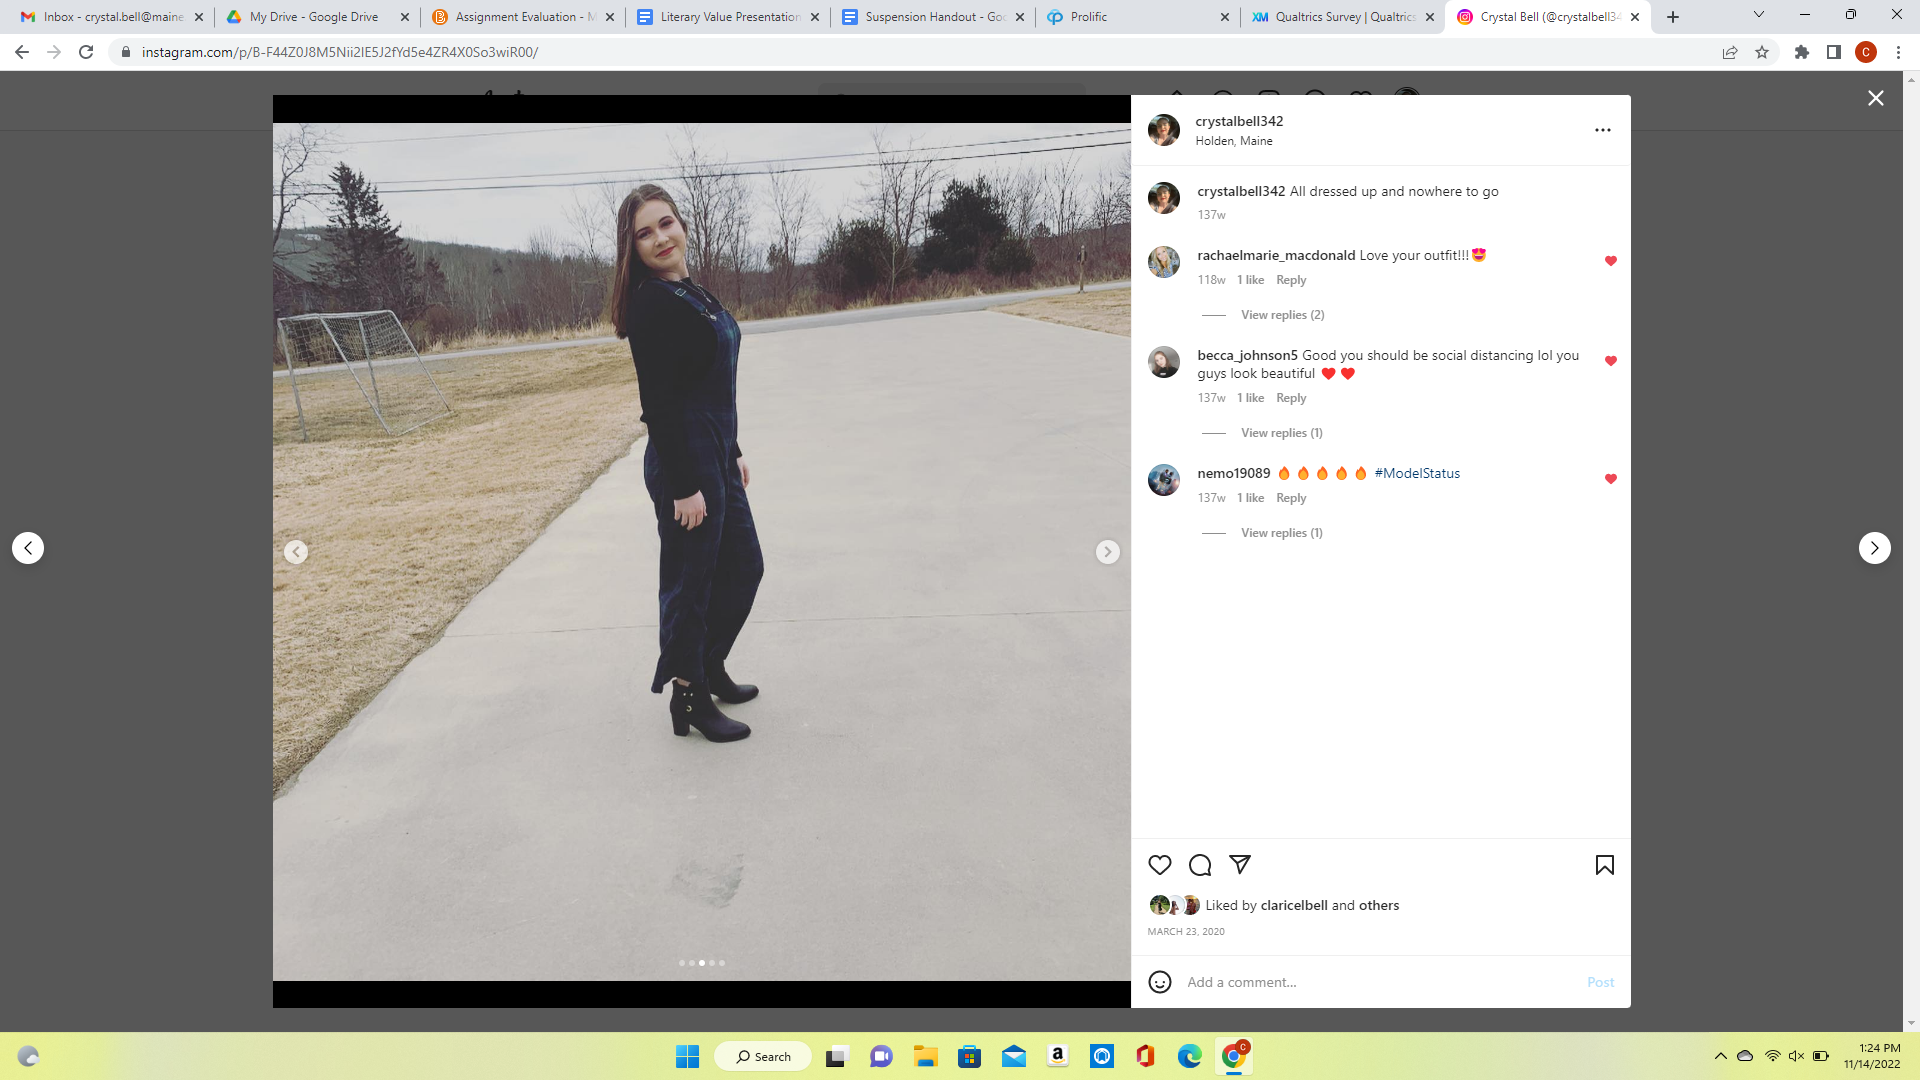 Inbox - crystal.bell@maine
My Drive - Google Drive
Assignment Evaluation - M
Literary Value Presentation
Suspension Handout - Goo
Prolific
XM Qualtrics Survey | Qualtrics
Crystal Bell (@crystalbell34
instagram.com/p/B-F44Z0J8M5Nii2IE5J2fYd5e4ZR4X0So3wiR00/
C
crystalbell342
Holden, Maine
crystalbell342 All dressed up and nowhere to go
137w
rachaelmarie_macdonald Love your outfit!!!😍
118w 1 like Reply
View replies (2)
becca_johnson5 Good you should be social distancing lol you
guys look beautiful ♥️♥️
137w 1 like Reply
View replies (1)
nemo19089 🔥🔥🔥🔥🔥 #ModelStatus
137w 1 like Reply
View replies (1)
Liked by claricelbell and others
MARCH 23, 2020
Add a comment...
Post
Search
a
C
1:24 PM
11/14/2022